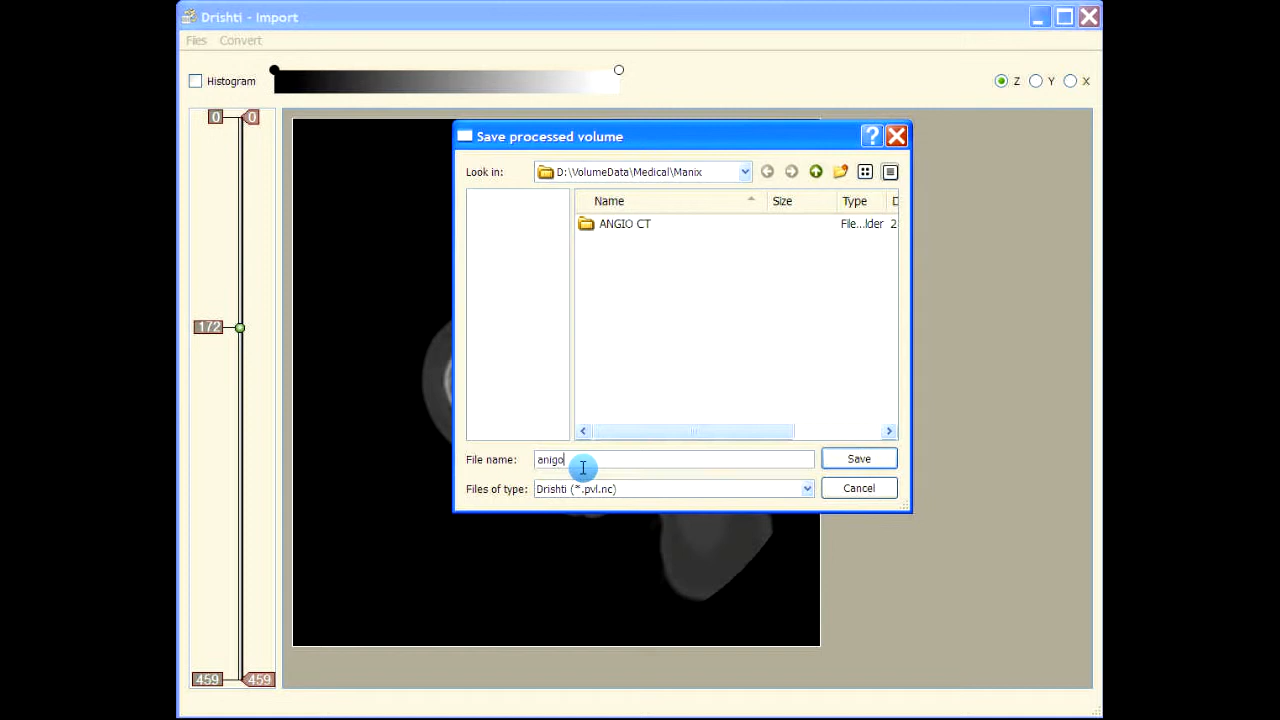 Drishti - Import
Files Convert
Histogram
Z Y X
0 0
172
459 459
Save processed volume
Look in: D:\VolumeData\Medical\Manix
Name Size Type D
ANGIO CT File...lder 2
File name: anigo Save
Files of type: Drishti (*.pvl.nc) Cancel